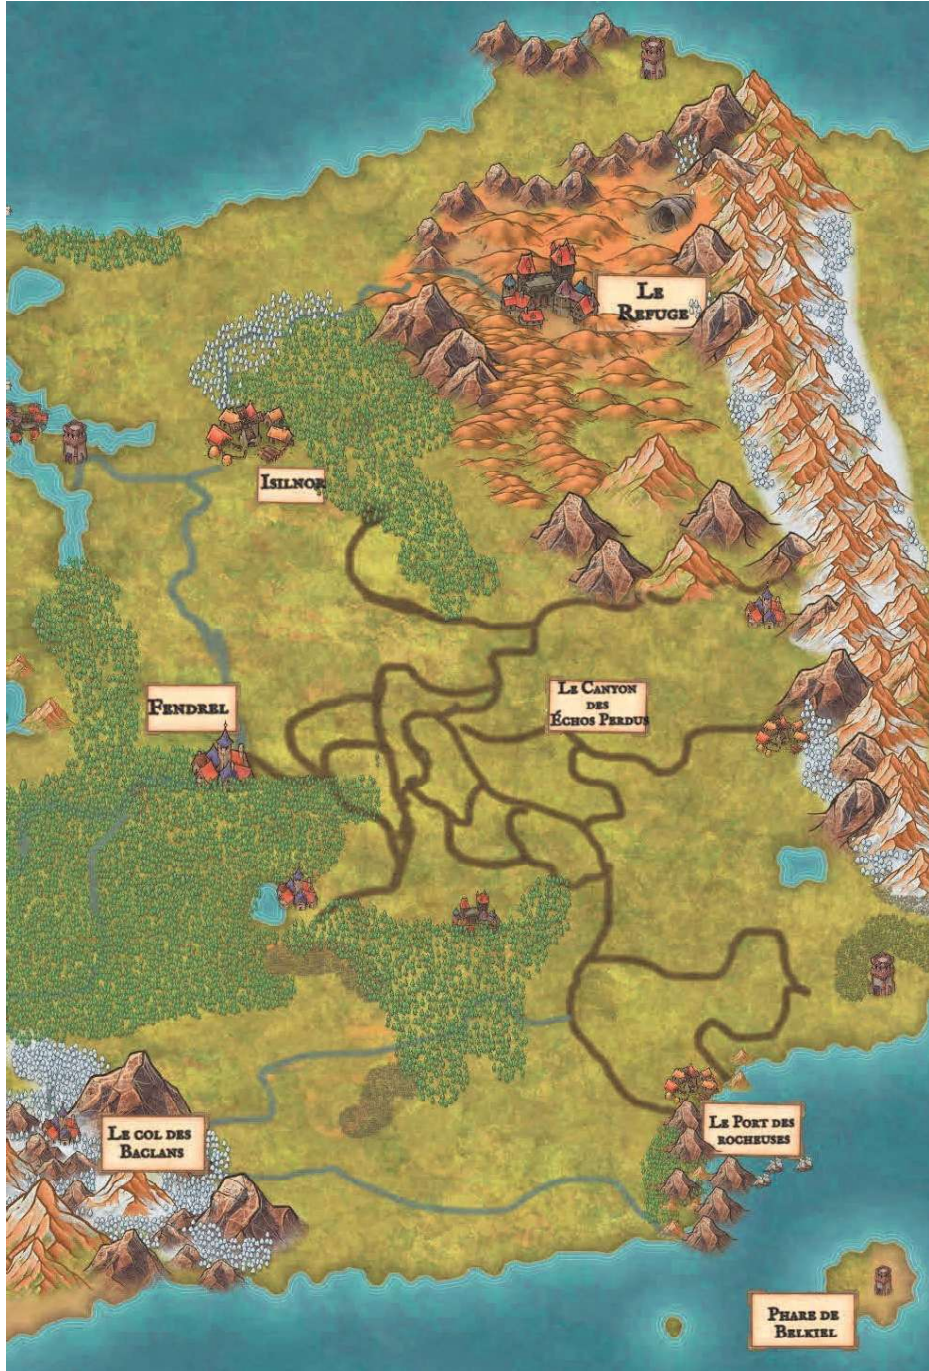 Le
Refuge
Isilnor
Fendrel
Le Canyon
des
Échos Perdus
Le Port des
rocheuses
Le col des
Baclans
Phare de
Belkiel